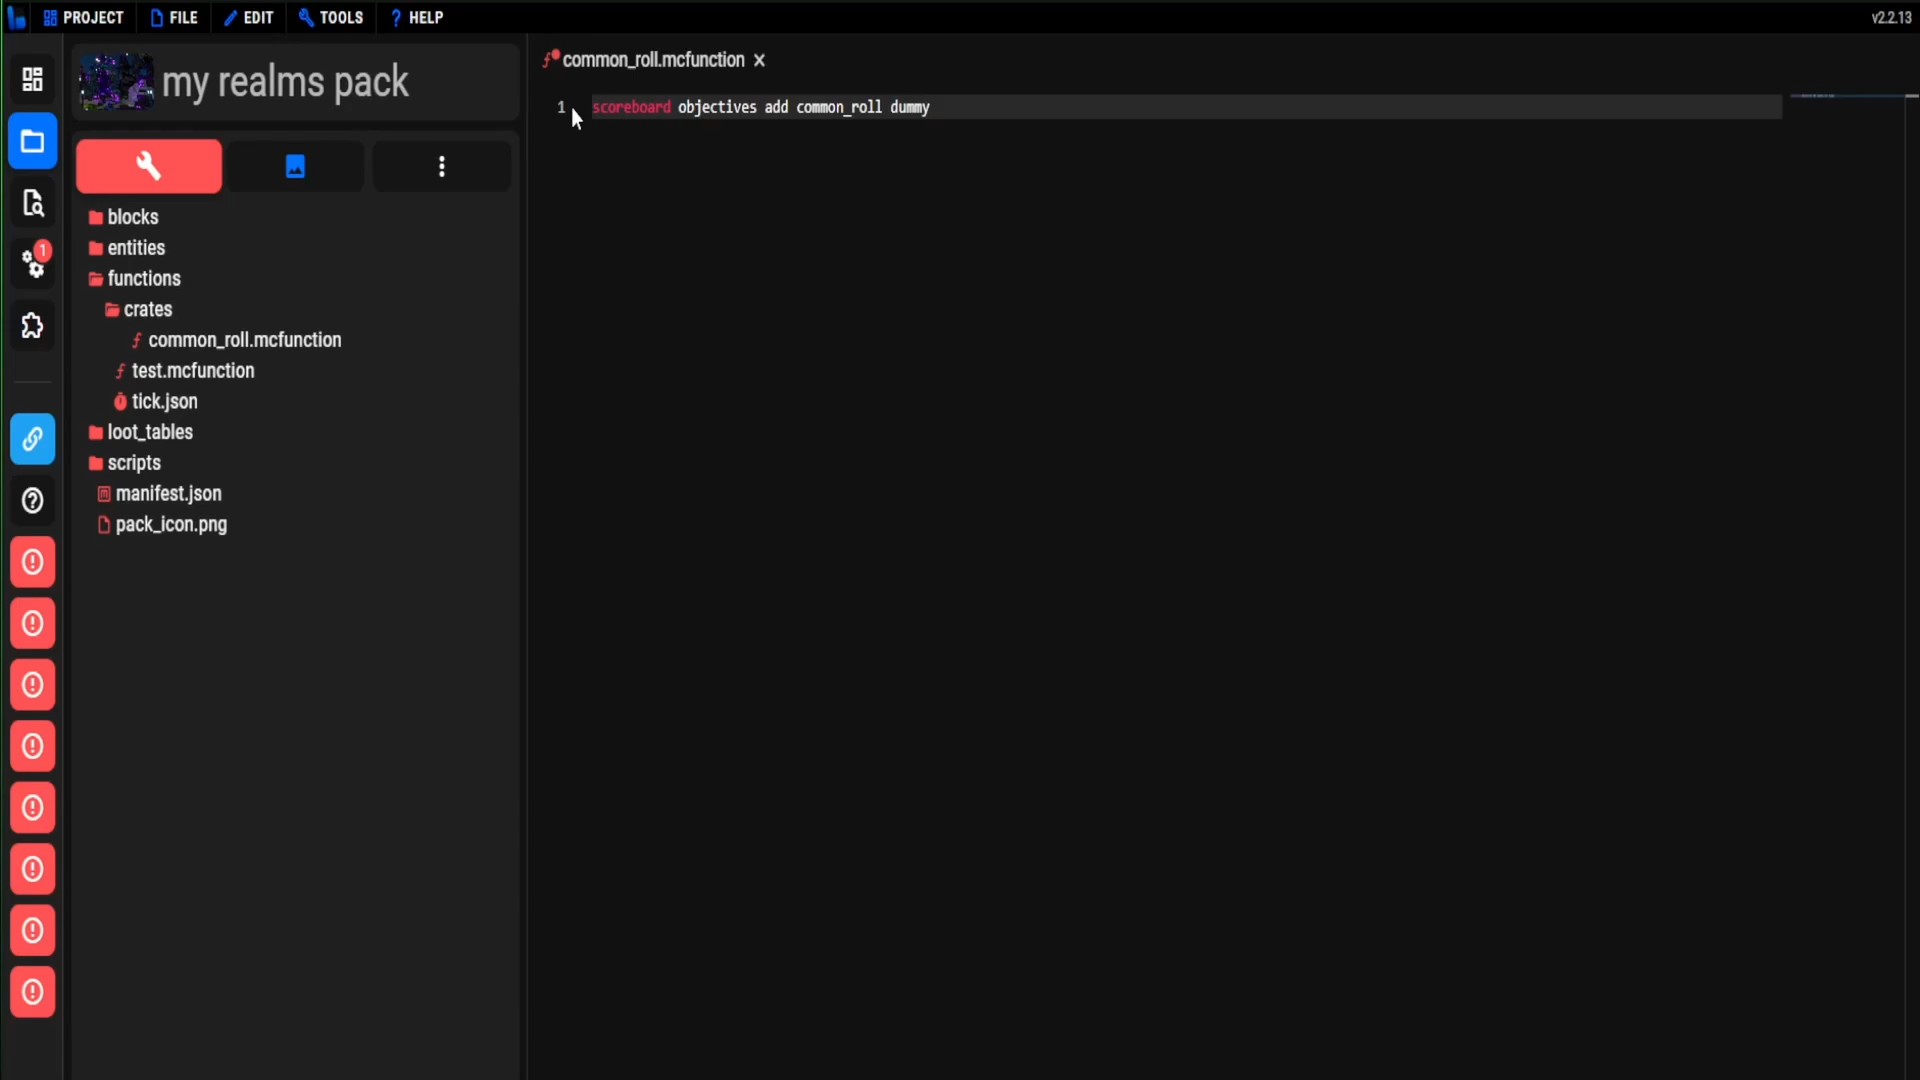 PROJECT FILE EDIT TOOLS HELP v2.2.13
my realms pack
common_roll.mcfunction
1 scoreboard objectives add common_roll dummy
blocks
entities
1
functions
crates
common_roll.mcfunction
test.mcfunction
tick.json
loot_tables
scripts
manifest.json
pack_icon.png